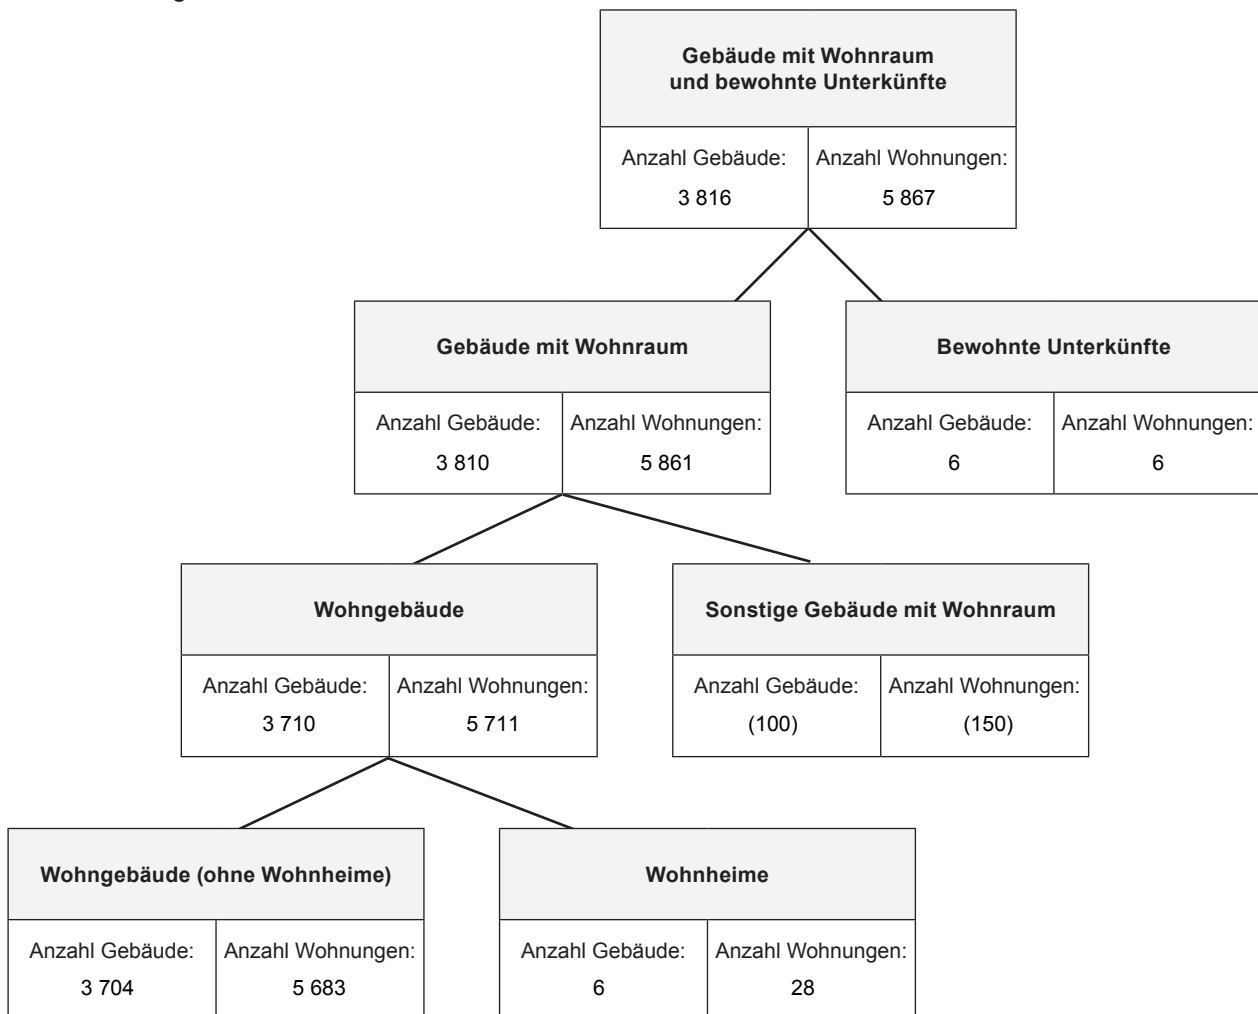 Gebäude mit Wohnraum
und bewohnte Unterkünfte
Anzahl Gebäude: Anzahl Wohnungen:
3 816 5 867
Gebäude mit Wohnraum Bewohnte Unterkünfte
Anzahl Gebäude: Anzahl Wohnungen: Anzahl Gebäude: Anzahl Wohnungen:
3 810 5 861 6 6
Wohngebäude Sonstige Gebäude mit Wohnraum
Anzahl Gebäude: Anzahl Wohnungen: Anzahl Gebäude: Anzahl Wohnungen:
3 710 5 711 (100) (150)
Wohngebäude (ohne Wohnheime) Wohnheime
Anzahl Gebäude: Anzahl Wohnungen: Anzahl Gebäude: Anzahl Wohnungen:
3 704 5 683 6 28